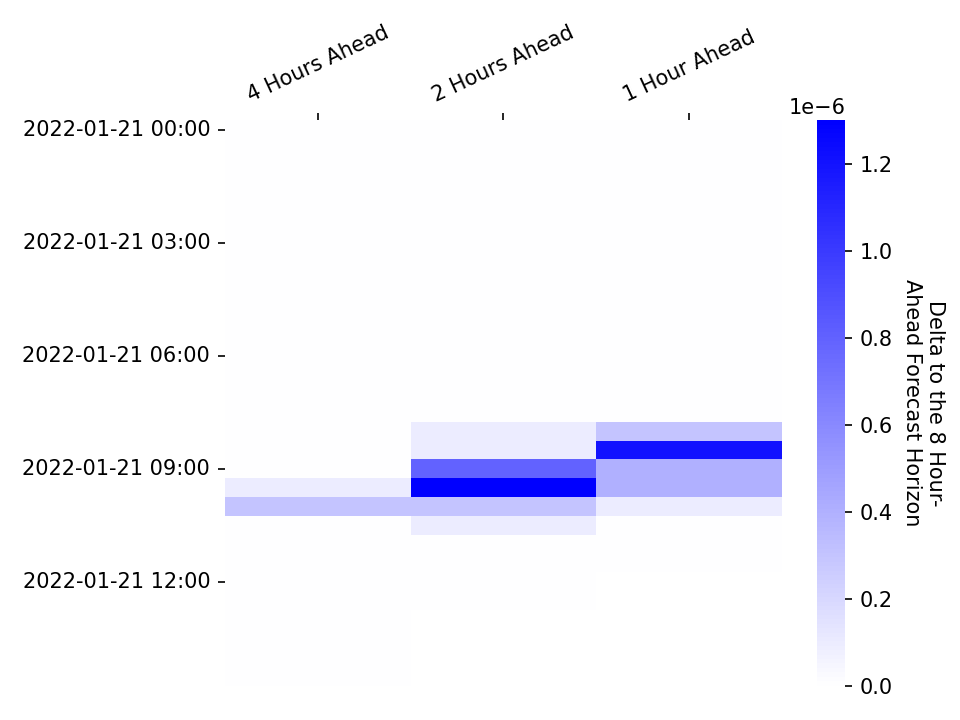 4 Hours Ahead
2 Hours Ahead
1 Hour Ahead
1e−6
2022-01-21 00:00
2022-01-21 03:00
2022-01-21 06:00
2022-01-21 09:00
2022-01-21 12:00
1.2
1.0
0.8
0.6
0.4
0.2
0.0
Delta to the 8 Hour-
Ahead Forecast Horizon